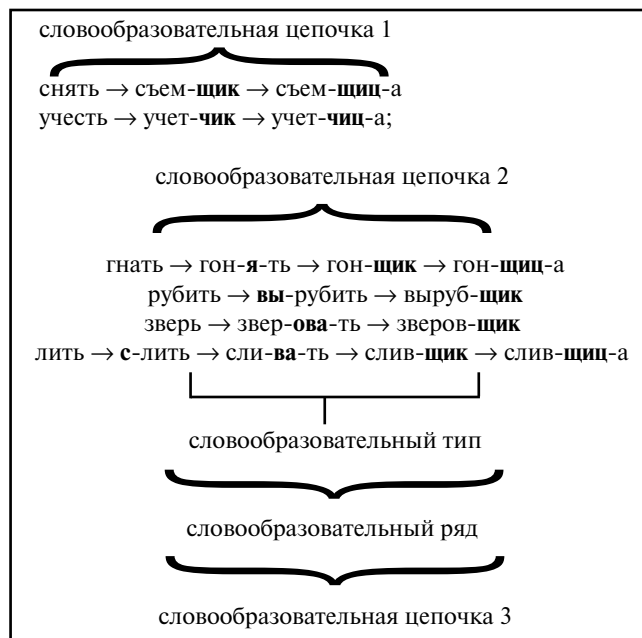 словообразовательная цепочка 1
снять → съем-щик → съем-щиц-а
учесть → учет-чик → учет-чиц-а;
словообразовательная цепочка 2
гнать → гон-я-ть → гон-щик → гон-щиц-а
рубить → вы-рубить → выруб-щик
зверь → звер-ова-ть → зверов-щик
лить → с-лить → сли-ва-ть → слив-щик → слив-щиц-а
словообразовательный тип
словообразовательный ряд
словообразовательная цепочка 3